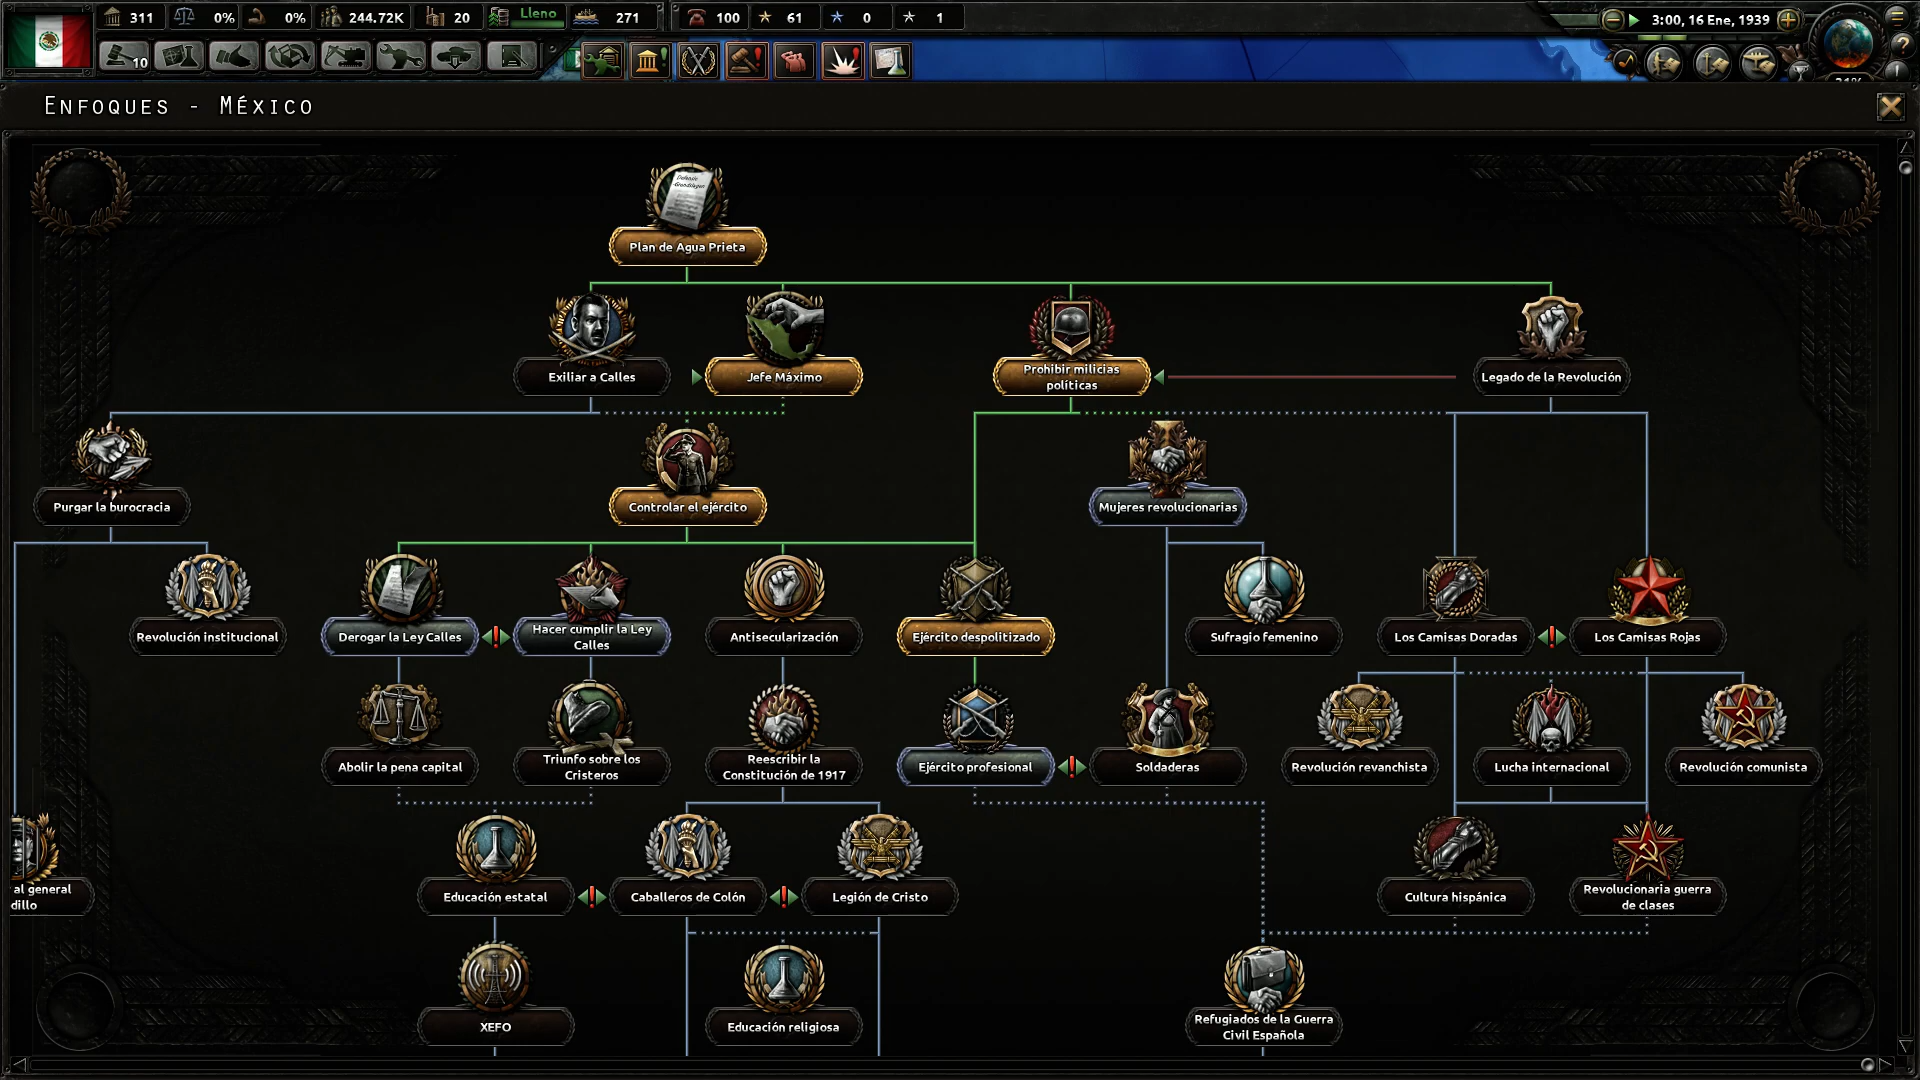 311
0%
0%
244.72K
20
Lleno
271
100
61
0
1
3:00, 16 Ene, 1939
10
Enfoques - México
Plan de Agua Prieta
Exiliar a Calles
Jefe Máximo
Prohibir milicias
políticas
Legado de la Revolución
Purgar la burocracia
Controlar el ejército
Mujeres revolucionarias
Revolución institucional
Derogar la Ley Calles
Hacer cumplir la Ley
Calles
Antisecularización
Ejército despolitizado
Sufragio femenino
Los Camisas Doradas
Los Camisas Rojas
Abolir la pena capital
Triunfo sobre los
Cristeros
Reescribir la
Constitución de 1917
Ejército profesional
Soldaderas
Revolución revanchista
Lucha internacional
Revolución comunista
al general
dillo
Educación estatal
Caballeros de Colón
Legión de Cristo
Cultura hispánica
Revolucionaria guerra
de clases
XEFO
Educación religiosa
Refugiados de la Guerra
Civil Española